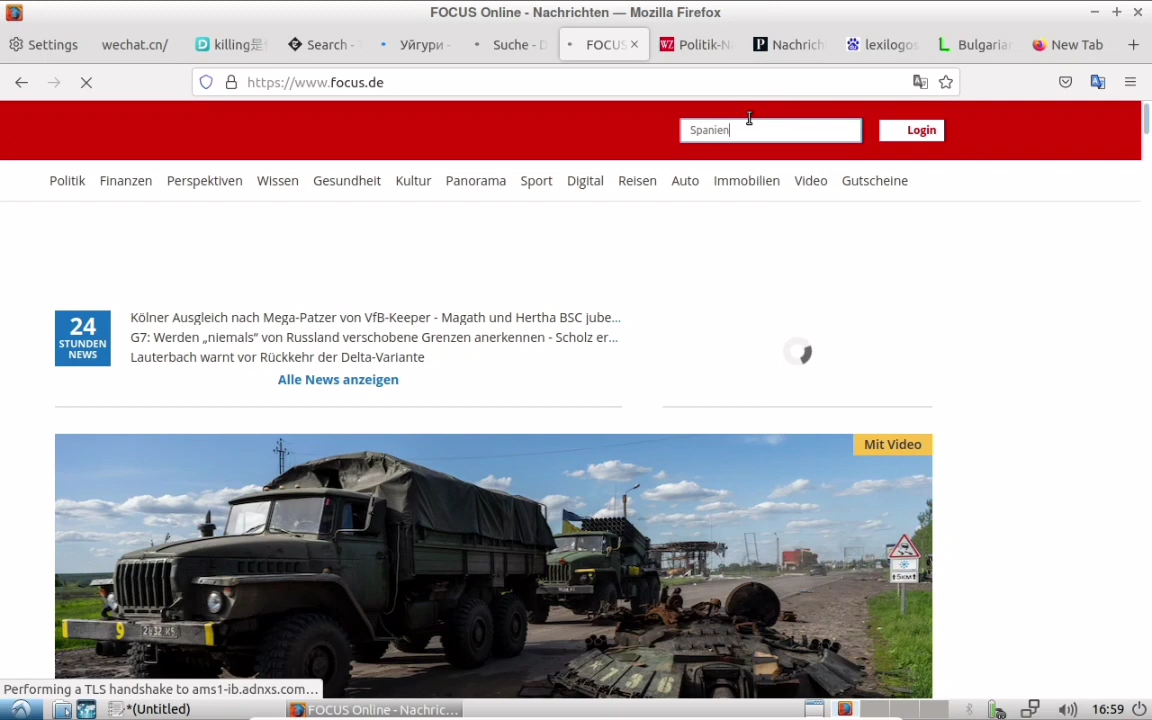 FOCUS Online - Nachrichten — Mozilla Firefox
Settings
wechat.cn/
killing是
Search -
Уйгури -
Suche - D
FOCUS
Politik-N
Nachrich
lexilogos
Bulgarian
New Tab
https://www.focus.de
Spanien
Login
Politik Finanzen Perspektiven Wissen Gesundheit Kultur Panorama Sport Digital Reisen Auto Immobilien Video Gutscheine
24
STUNDEN
NEWS
Kölner Ausgleich nach Mega-Patzer von VfB-Keeper - Magath und Hertha BSC jube...
G7: Werden „niemals“ von Russland verschobene Grenzen anerkennen - Scholz er...
Lauterbach warnt vor Rückkehr der Delta-Variante
Alle News anzeigen
Mit Video
5KM
9
Performing a TLS handshake to ams1-ib.adnxs.com…
*(Untitled)
FOCUS Online - Nachric...
16:59